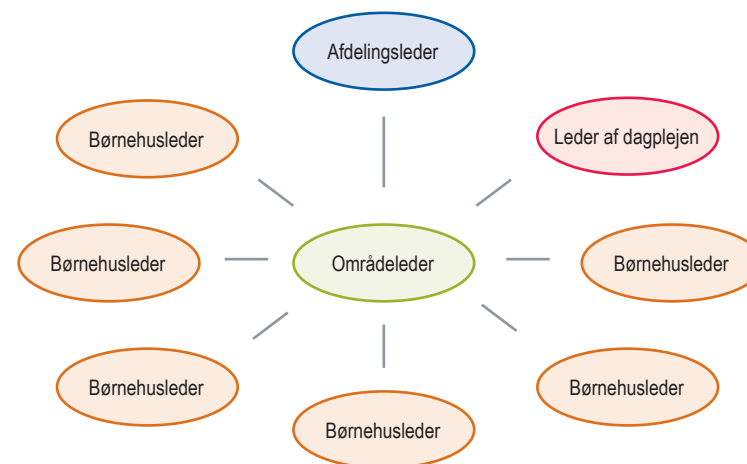 Afdelingsleder
Børnehusleder
Leder af dagplejen
Børnehusleder
Områdeleder
Børnehusleder
Børnehusleder
Børnehusleder
Børnehusleder